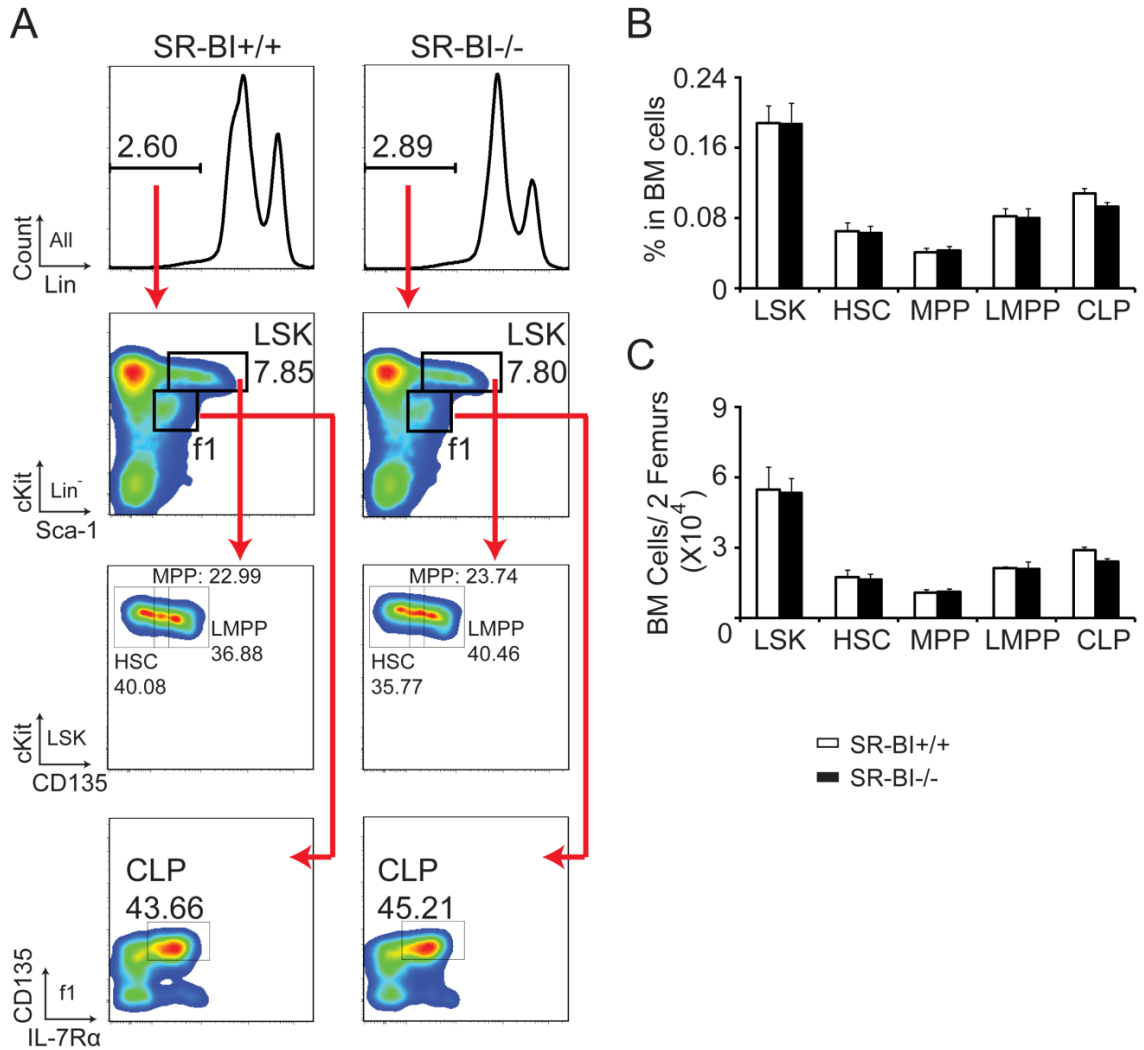 A
SR-BI+/+
SR-BI-/-
2.60
2.89
Count
All
Lin
LSK
7.85
f1
LSK
7.80
f1
cKit
Lin-
Sca-1
MPP: 22.99
LMPP
36.88
HSC
40.08
MPP: 23.74
LMPP
40.46
HSC
35.77
cKit
LSK
CD135
CLP
43.66
CLP
45.21
CD135
f1
IL-7Rα
B
% in BM cells
0.24
0.16
0.08
0
LSK HSC MPP LMPP CLP
C
BM Cells/ 2 Femurs
(X10⁴)
9
6
3
0
LSK HSC MPP LMPP CLP
SR-BI+/+
SR-BI-/-